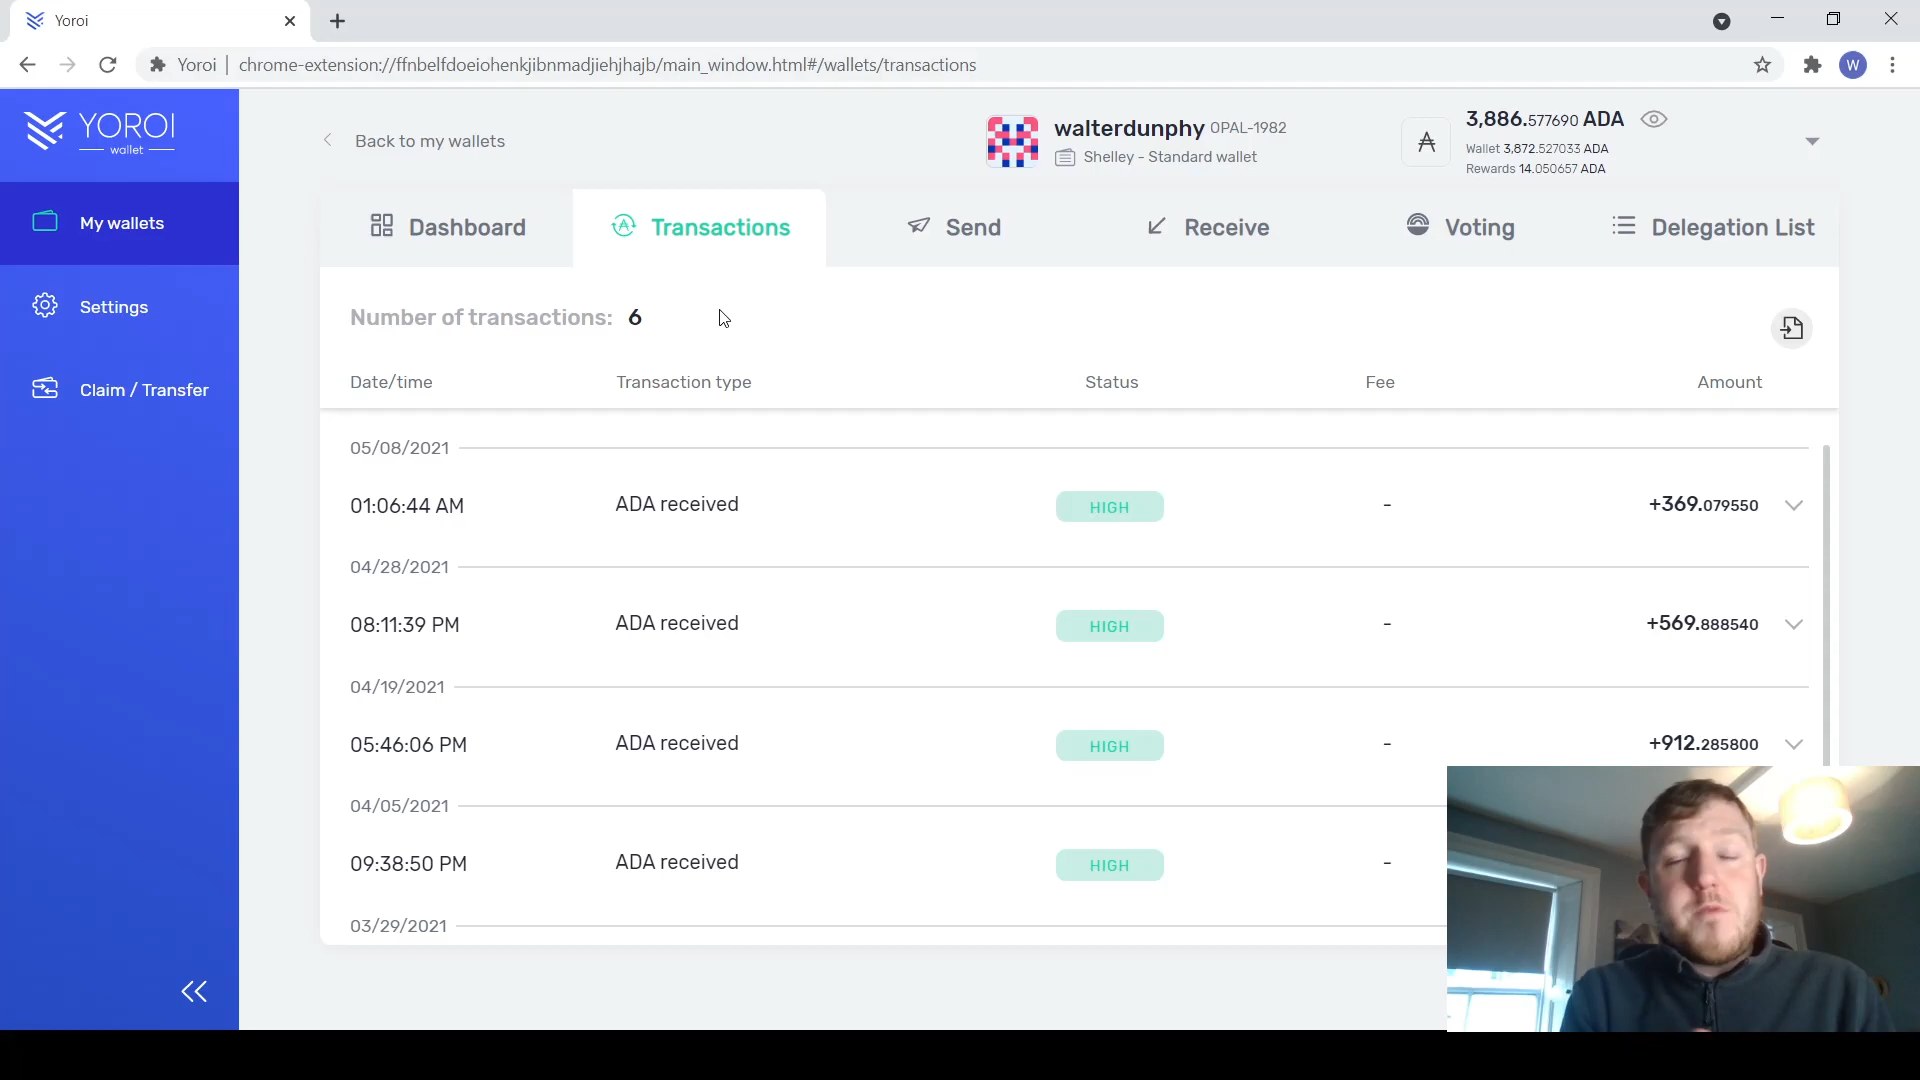 Yoroi
Yoroi | chrome-extension://ffnbelfdoeiohenkjibnmadjiehjhajb/main_window.html#/wallets/transactions
W
YOROI
wallet
My wallets
Settings
Claim / Transfer
Back to my wallets
walterdunphy OPAL-1982
Shelley - Standard wallet
3,886.577690 ADA
Wallet 3,872.527033 ADA
Rewards 14.050657 ADA
Dashboard
Transactions
Send
Receive
Voting
Delegation List
Number of transactions: 6
Date/time Transaction type Status Fee Amount
05/08/2021
01:06:44 AM ADA received HIGH - +369.079550
04/28/2021
08:11:39 PM ADA received HIGH - +569.888540
04/19/2021
05:46:06 PM ADA received HIGH - +912.285800
04/05/2021
09:38:50 PM ADA received HIGH -
03/29/2021